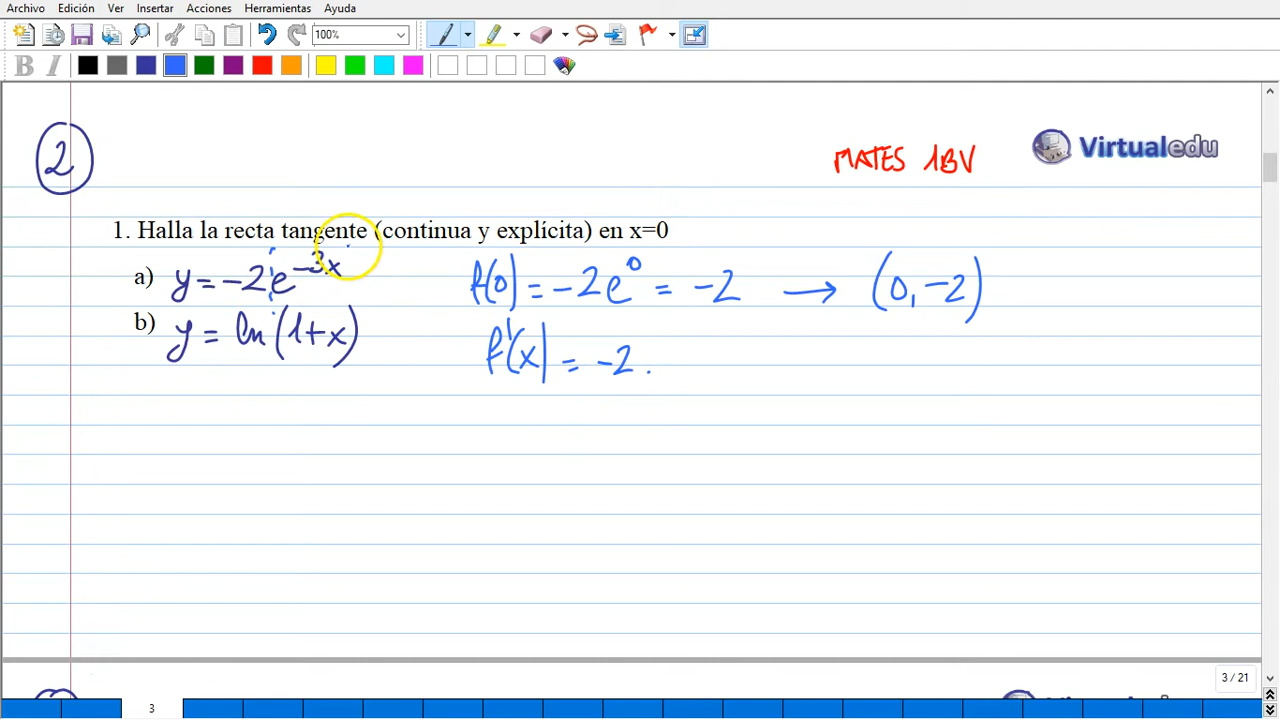 Archivo Edición Ver Insertar Acciones Herramientas Ayuda
100%
B I
2
MATES 1BV
Virtualedu
1. Halla la recta tangente (continua y explícita) en x=0
a) y = -2e^-3x
f(0) = -2e^0 = -2 → (0, -2)
b) y = ln(1+x)
f'(x) = -2.
3 / 21
3